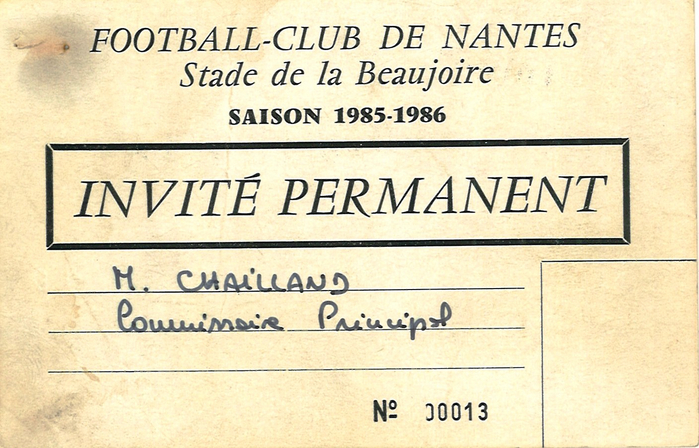 FOOTBALL-CLUB DE NANTES
Stade de la Beaujoire
SAISON 1985-1986
INVITÉ PERMANENT
M. CHAILLAND
Commissaire Principal
Nº 00013